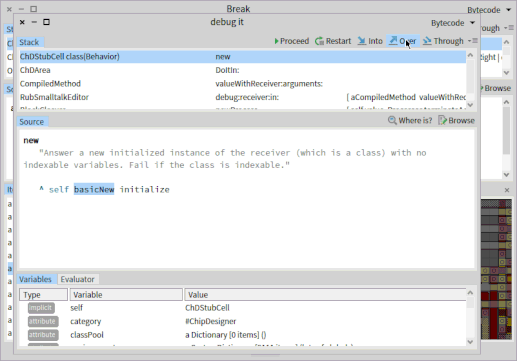 Break
Bytecode
debug it
Bytecode
Stack
Proceed
Restart
Into
Over
Through
ChDStubCell class(Behavior) new
ChDArea DoItIn:
CompiledMethod valueWithReceiver:arguments:
RubSmalltalkEditor debug:receiver:in: [ aCompiledMethod valueWithRec
Source
Where is?
Browse
Browse
new
"Answer a new initialized instance of the receiver (which is a class) with no
indexable variables. Fail if the class is indexable."
^ self basicNew initialize
Variables
Evaluator
Type Variable Value
implicit self ChDStubCell
attribute category #ChipDesigner
attribute classPool a Dictionary [0 items] ()